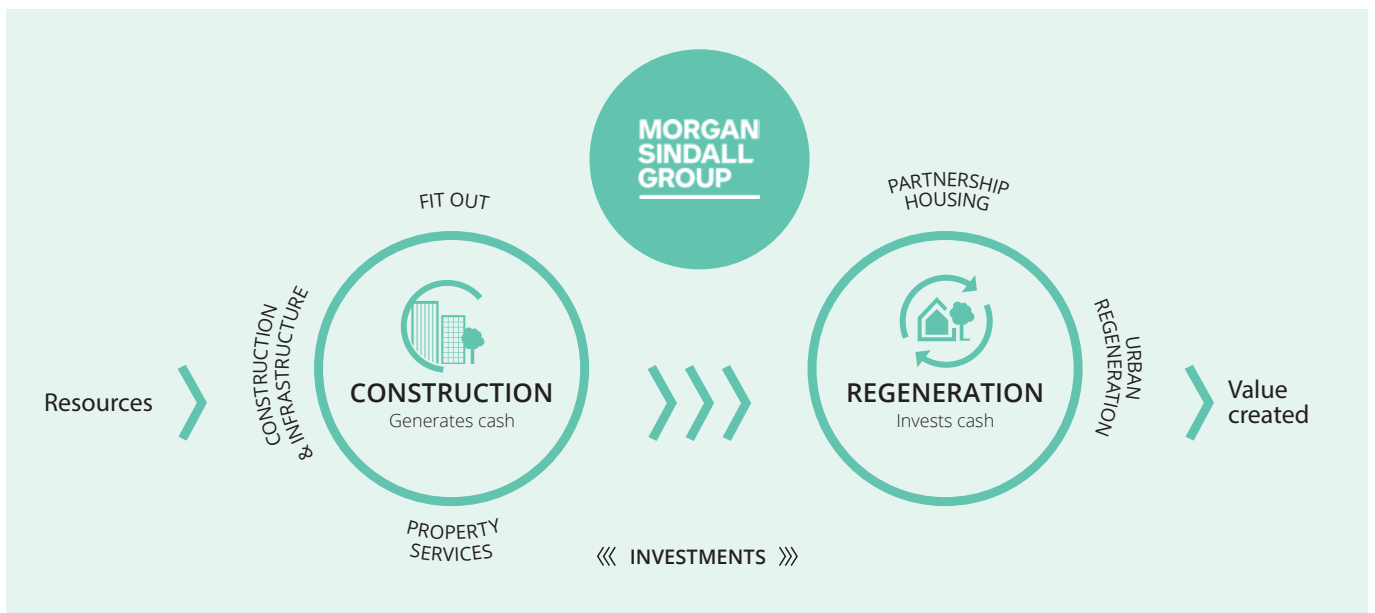 MORGAN
SINDALL
GROUP
FIT OUT
PARTNERSHIP
HOUSING
Resources
CONSTRUCTION
& INFRASTRUCTURE
CONSTRUCTION
Generates cash
REGENERATION
Invests cash
URBAN
REGENERATION
Value
created
PROPERTY
SERVICES
INVESTMENTS